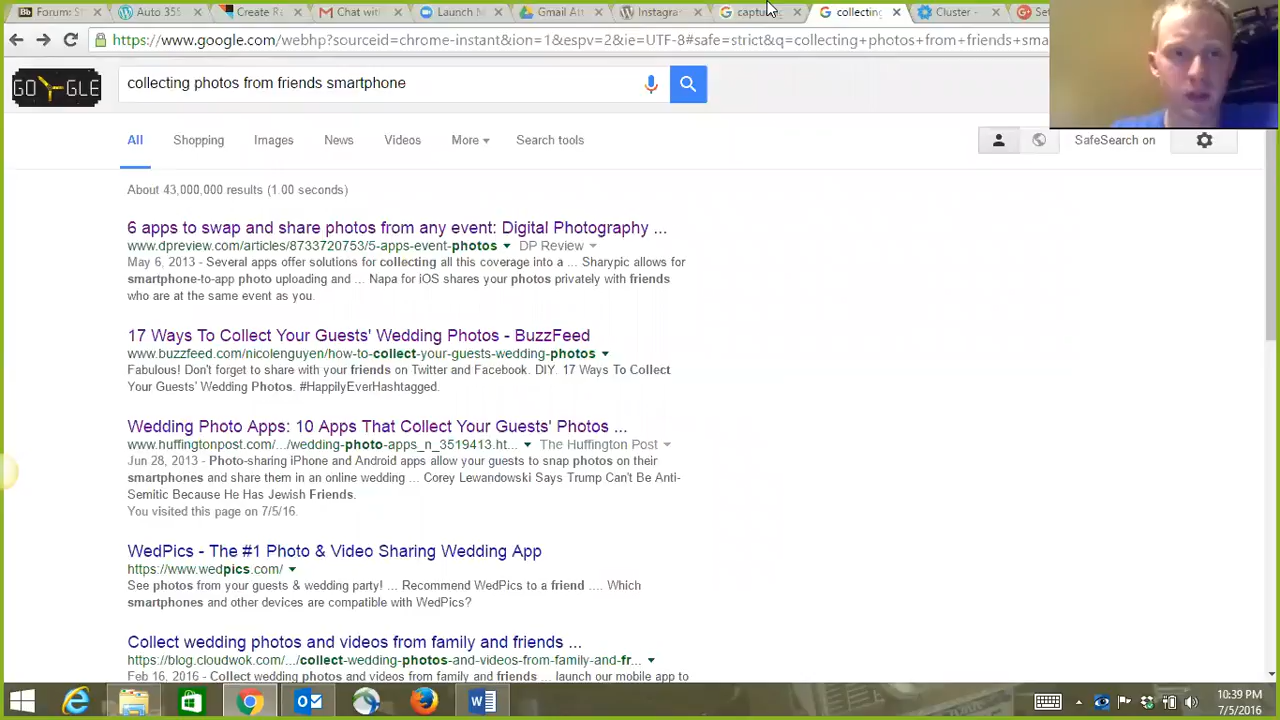 Bb Forum: St
Auto 355
Create Re
Chat with
Launch M
Gmail Att
Instagra
captu
collecting
Cluster -
Se
https://www.google.com/webhp?sourceid=chrome-instant&ion=1&espv=2&ie=UTF-8#safe=strict&q=collecting+photos+from+friends+sma
GO GLE
collecting photos from friends smartphone
All Shopping Images News Videos More Search tools SafeSearch on
About 43,000,000 results (1.00 seconds)
6 apps to swap and share photos from any event: Digital Photography ...
www.dpreview.com/articles/8733720753/5-apps-event-photos DP Review
May 6, 2013 - Several apps offer solutions for collecting all this coverage into a ... Sharypic allows for
smartphone-to-app photo uploading and ... Napa for iOS shares your photos privately with friends
who are at the same event as you.
17 Ways To Collect Your Guests' Wedding Photos - BuzzFeed
www.buzzfeed.com/nicolenguyen/how-to-collect-your-guests-wedding-photos
Fabulous! Don't forget to share with your friends on Twitter and Facebook. DIY. 17 Ways To Collect
Your Guests' Wedding Photos. #HappilyEverHashtagged.
Wedding Photo Apps: 10 Apps That Collect Your Guests' Photos ...
www.huffingtonpost.com/.../wedding-photo-apps_n_3519413.ht... The Huffington Post
Jun 28, 2013 - Photo-sharing iPhone and Android apps allow your guests to snap photos on their
smartphones and share them in an online wedding ... Corey Lewandowski Says Trump Can't Be Anti-
Semitic Because He Has Jewish Friends.
You visited this page on 7/5/16.
WedPics - The #1 Photo & Video Sharing Wedding App
https://www.wedpics.com/
See photos from your guests & wedding party! ... Recommend WedPics to a friend .... Which
smartphones and other devices are compatible with WedPics?
Collect wedding photos and videos from family and friends ...
https://blog.cloudwok.com/.../collect-wedding-photos-and-videos-from-family-and-fr...
Feb 16, 2016 - Collect wedding photos and videos from family and friends ... launch our mobile app to
10:39 PM
7/5/2016